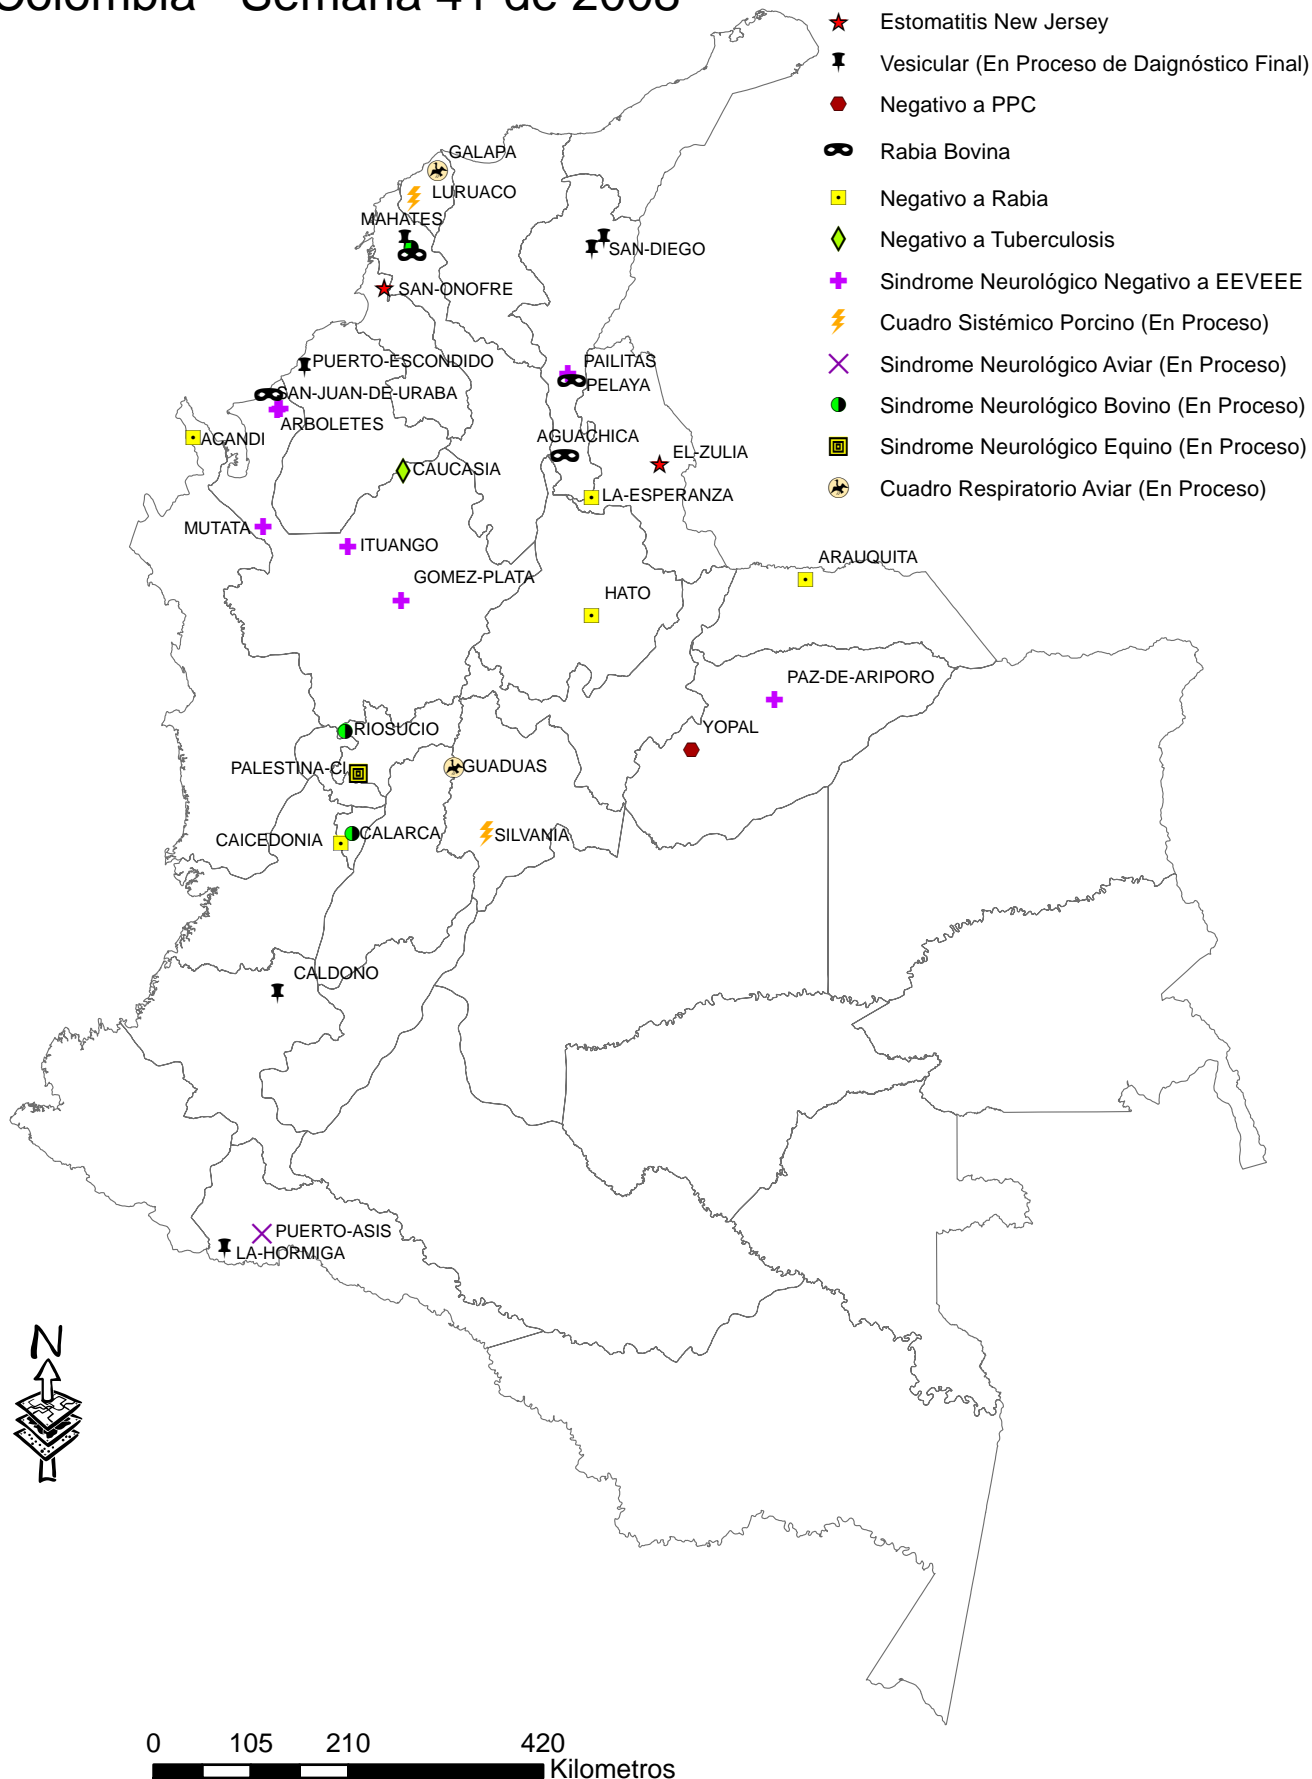 Colombia - Semana 41 de 2008
Estomatitis New Jersey
Vesicular (En Proceso de Daignóstico Final)
Negativo a PPC
Rabia Bovina
Negativo a Rabia
Negativo a Tuberculosis
Sindrome Neurológico Negativo a EEVEEE
Cuadro Sistémico Porcino (En Proceso)
Sindrome Neurológico Aviar (En Proceso)
Sindrome Neurológico Bovino (En Proceso)
Sindrome Neurológico Equino (En Proceso)
Cuadro Respiratorio Aviar (En Proceso)
GALAPA
LURUACO
MAHATES
SAN-DIEGO
SAN-ONOFRE
PUERTO-ESCONDIDO
PAILITAS
PELAYA
SAN-JUAN-DE-URABA
ARBOLETES
ACANDI
AGUACHICA
EL-ZULIA
CAUCASIA
LA-ESPERANZA
MUTATA
ITUANGO
ARAUQUITA
GOMEZ-PLATA
HATO
PAZ-DE-ARIPORO
RIOSUCIO
YOPAL
PALESTINA-CL
GUADUAS
CALARCA
SILVANIA
CAICEDONIA
CALDONO
PUERTO-ASIS
LA-HORMIGA
N
0 105 210 420
Kilometros